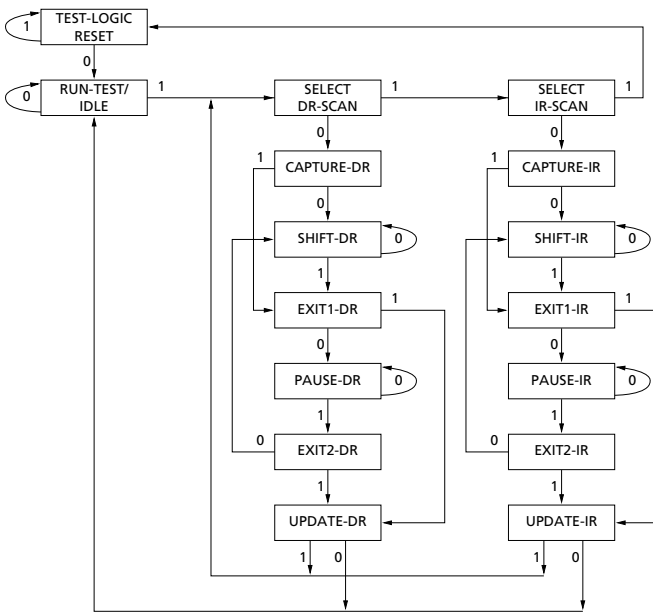 TEST-LOGIC
RESET
1
0
RUN-TEST/
IDLE
0
1
SELECT
DR-SCAN
1
SELECT
IR-SCAN
1
0
0
1
CAPTURE-DR
1
CAPTURE-IR
0
0
SHIFT-DR
0
SHIFT-IR
0
1
1
EXIT1-DR
1
EXIT1-IR
1
0
0
PAUSE-DR
0
PAUSE-IR
0
1
1
0
EXIT2-DR
0
EXIT2-IR
1
1
UPDATE-DR
UPDATE-IR
1
0
1
0